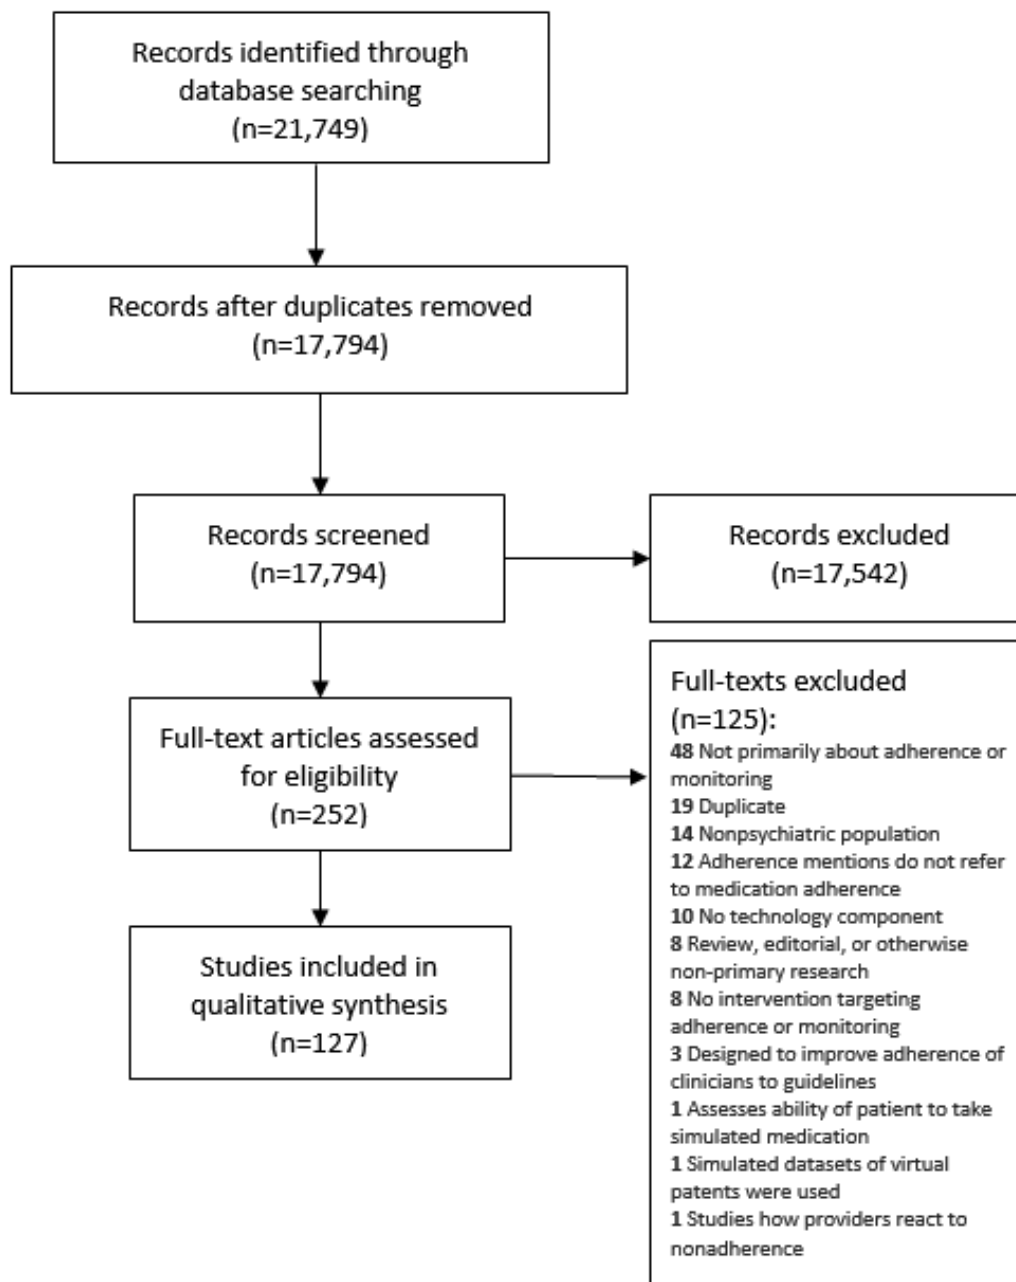 Records identified through
database searching
(n=21,749)
Records after duplicates removed
(n=17,794)
Records screened
(n=17,794)
Records excluded
(n=17,542)
Full-text articles assessed
for eligibility
(n=252)
Full-texts excluded
(n=125):
48 Not primarily about adherence or
monitoring
19 Duplicate
14 Nonpsychiatric population
12 Adherence mentions do not refer
to medication adherence
10 No technology component
8 Review, editorial, or otherwise
non-primary research
8 No intervention targeting
adherence or monitoring
3 Designed to improve adherence of
clinicians to guidelines
1 Assesses ability of patient to take
simulated medication
1 Simulated datasets of virtual
patents were used
1 Studies how providers react to
nonadherence
Studies included in
qualitative synthesis
(n=127)